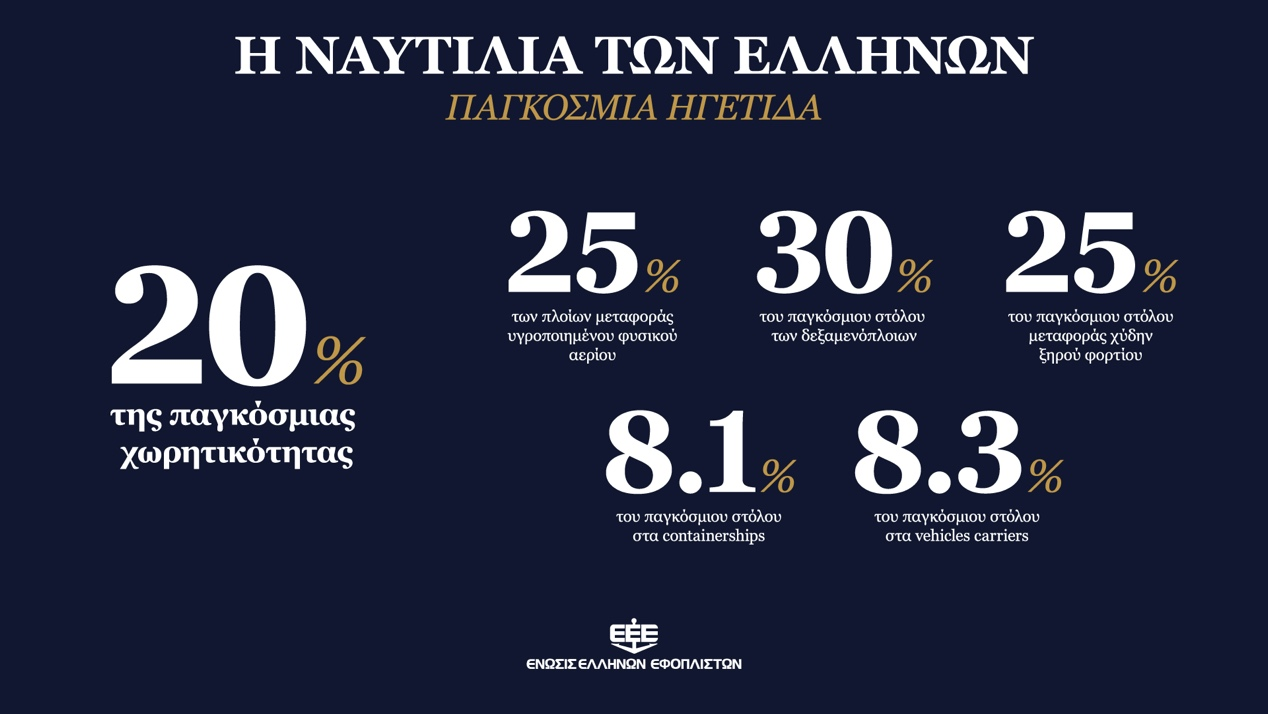 Η ΝΑΥΤΙΛΙΑ ΤΩΝ ΕΛΛΗΝΩΝ
ΠΑΓΚΟΣΜΙΑ ΗΓΕΤΙΔΑ
20%
της παγκόσμιας
χωρητικότητας
25%
των πλοίων μεταφοράς
υγροποιημένου φυσικού
αερίου
30%
του παγκόσμιου στόλου
των δεξαμενόπλοιων
25%
του παγκόσμιου στόλου
μεταφοράς χύδην
ξηρού φορτίου
8.1%
του παγκόσμιου στόλου
στα containerships
8.3%
του παγκόσμιου στόλου
στα vehicles carriers
ΕΕΕ
ΕΝΩΣΙΣ ΕΛΛΗΝΩΝ ΕΦΟΠΛΙΣΤΩΝ